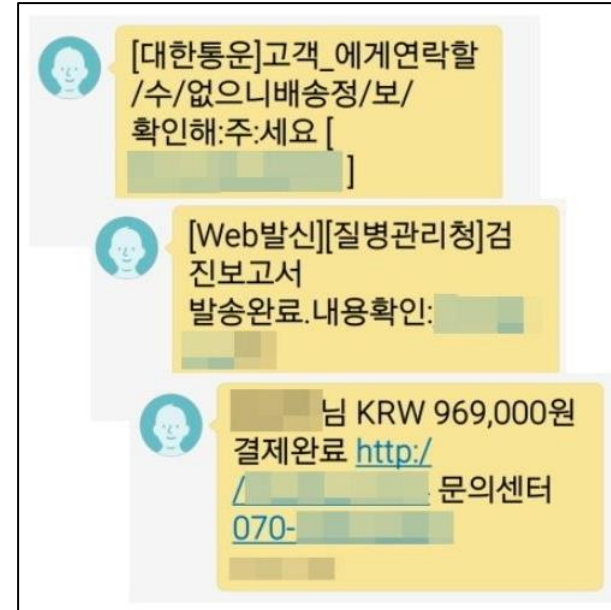 [대한통운]고객_에게연락할
/수/없으니배송정/보/
확인해:주:세요 [
]
[Web발신][질병관리청]검
진보고서
발송완료.내용확인:
님 KRW 969,000원
결제완료 http:/
/ 문의센터
070-